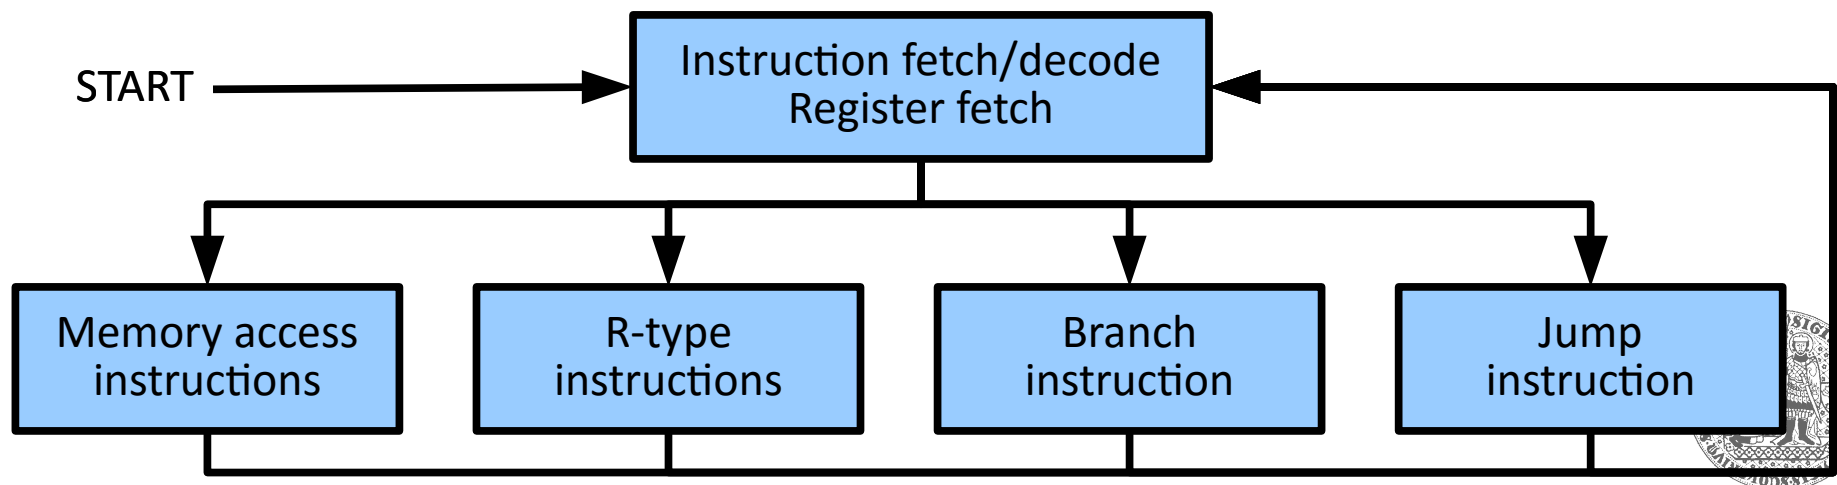 START
Instruction fetch/decode
Register fetch
Memory access
instructions
R-type
instructions
Branch
instruction
Jump
instruction